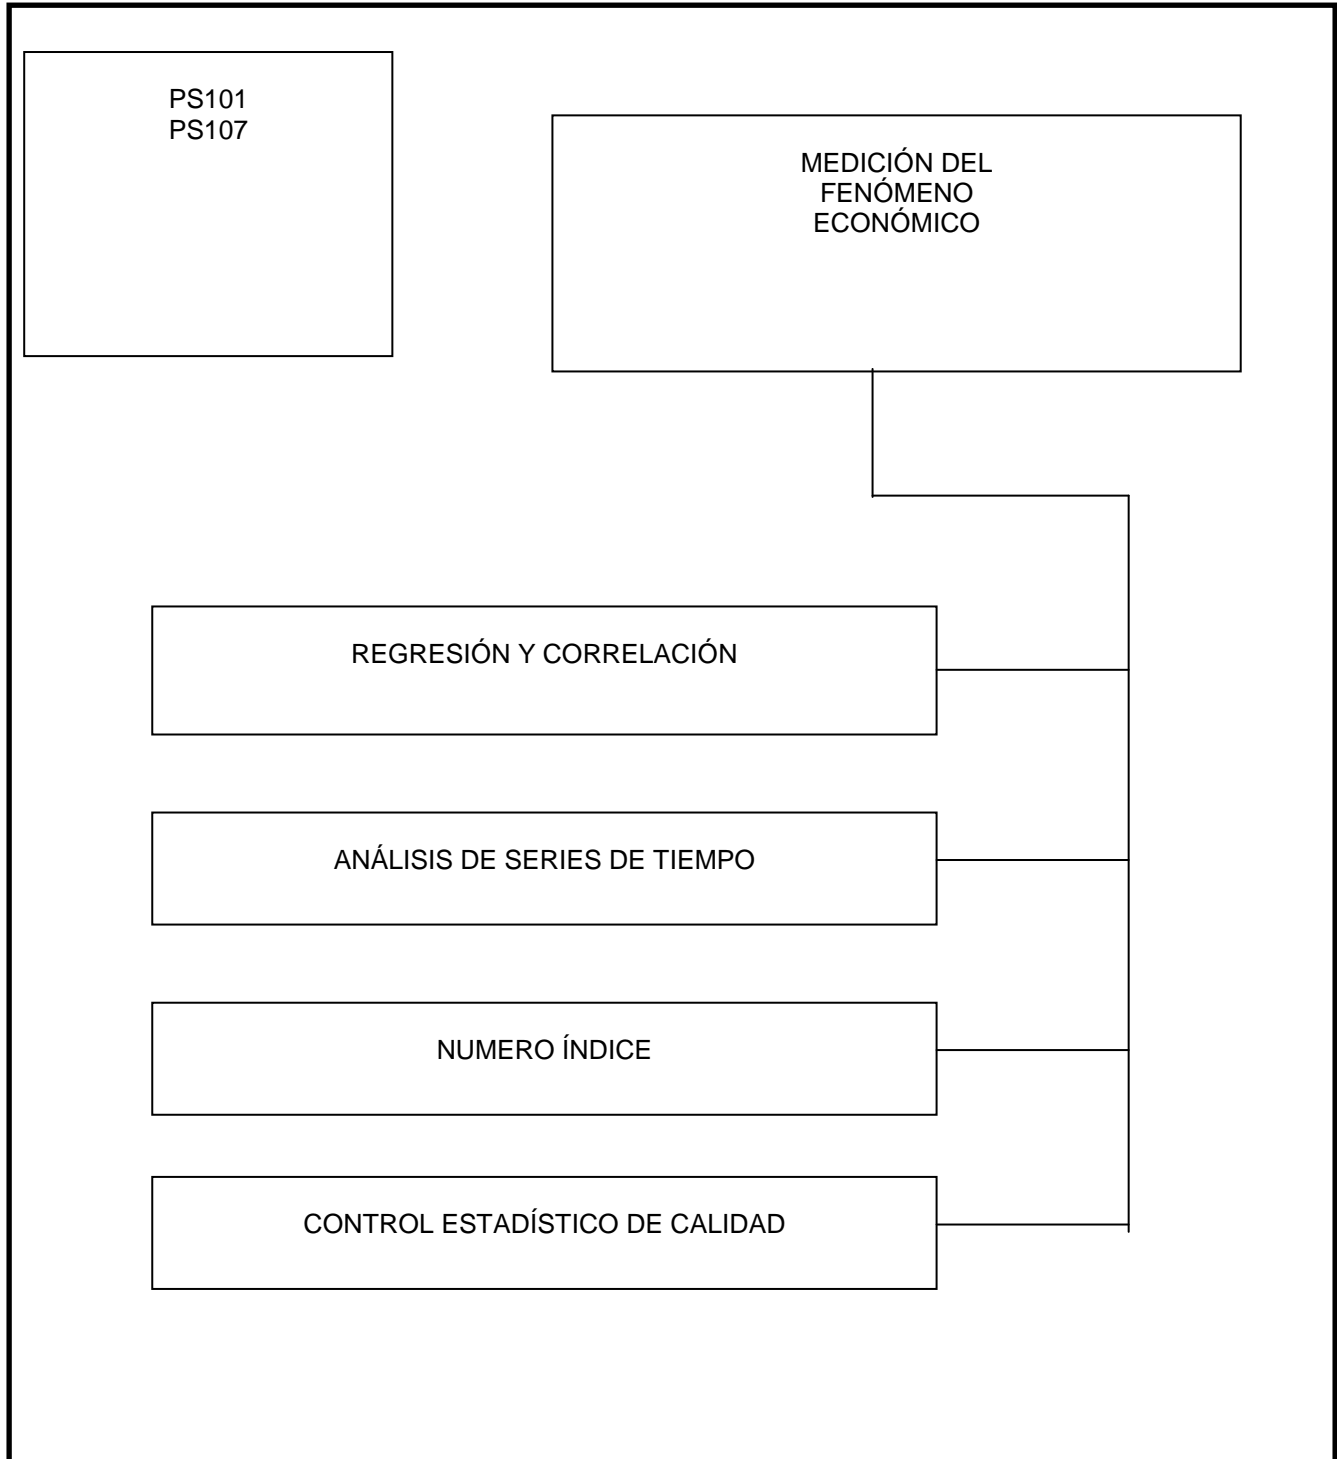 PS101
PS107
MEDICIÓN DEL
FENÓMENO
ECONÓMICO
REGRESIÓN Y CORRELACIÓN
ANÁLISIS DE SERIES DE TIEMPO
NUMERO ÍNDICE
CONTROL ESTADÍSTICO DE CALIDAD